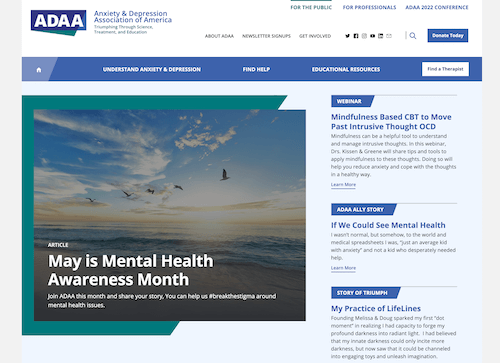 FOR THE PUBLIC
FOR PROFESSIONALS
ADAA 2022 CONFERENCE
ADAA
Anxiety & Depression
Association of America
Triumphing Through Science,
Treatment, and Education
ABOUT ADAA
NEWSLETTER SIGNUPS
GET INVOLVED
Donate Today
UNDERSTAND ANXIETY & DEPRESSION
FIND HELP
EDUCATIONAL RESOURCES
Find a Therapist
ARTICLE
May is Mental Health
Awareness Month
Join ADAA this month and share your story, You can help us #breakthestigma around
mental health issues.
WEBINAR
Mindfulness Based CBT to Move
Past Intrusive Thought OCD
Mindfulness can be a helpful tool to understand
and manage intrusive thoughts. In this webinar,
Drs. Kissen & Greene will share tips and tools to
apply mindfulness to these thoughts. Doing so will
help you reduce anxiety and cope with the thoughts
in a healthy way.
Learn More
ADAA ALLY STORY
If We Could See Mental Health
I wasn't normal, but somehow, to the world and
medical spreadsheets I was, "just an average kid
with anxiety" and not a kid who desperately needed
help.
Learn More
STORY OF TRIUMPH
My Practice of LifeLines
Founding Melissa & Doug sparked my first "dot
moment" in realizing I had capacity to forge my
profound darkness into radiant light. I had believed
that my innate darkness could only incite more
darkness, but now saw that it could be channeled
into engaging toys and unleash imagination.